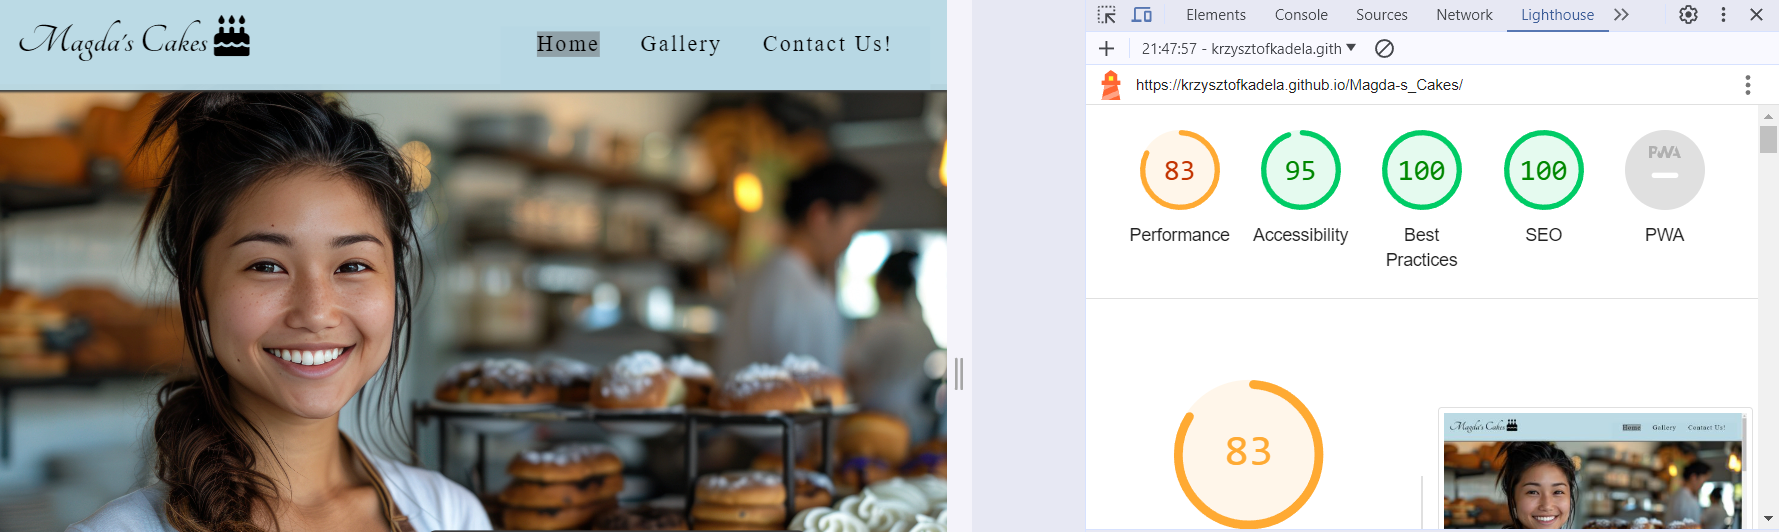 Magda's Cakes
Home Gallery Contact Us!
Elements Console Sources Network Lighthouse
21:47:57 - krzysztofkadela.gith
https://krzysztofkadela.github.io/Magda-s_Cakes/
83 95 100 100 PWA
Performance Accessibility Best Practices SEO PWA
83
Magda's Cakes Home Gallery Contact Us!